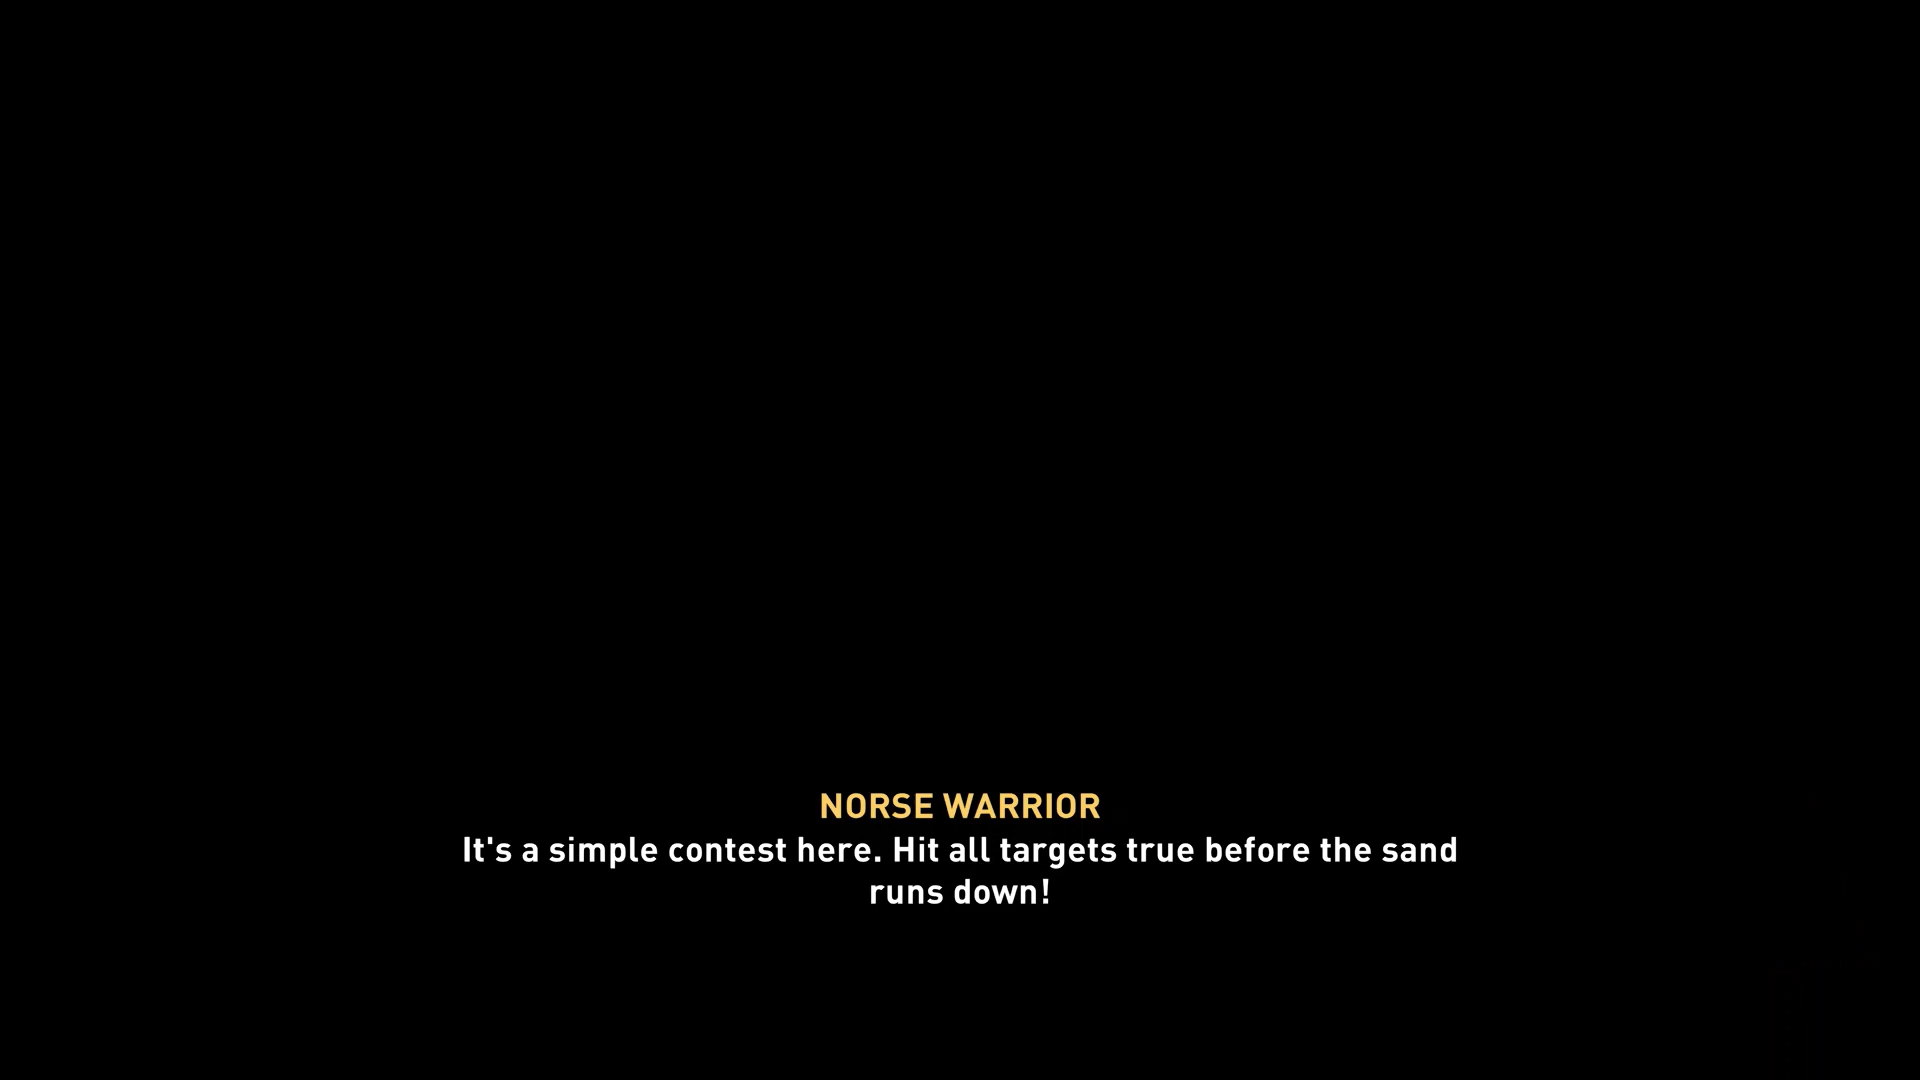 NORSE WARRIOR
It's a simple contest here. Hit all targets true before the sand
runs down!